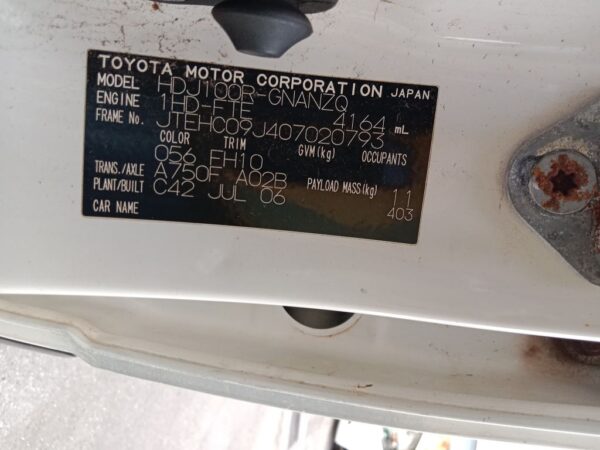 TOYOTA MOTOR CORPORATION JAPAN
MODEL HDJ100R-GNANZQ
ENGINE 1HD-FTE 4164 mL
FRAME No. JTEHC09J407020793
COLOR TRIM GVM(kg) OCCUPANTS
056 EH10
TRANS./AXLE A750F A02B PAYLOAD MASS(kg) 11
PLANT/BUILT C42 JUL 06 403
CAR NAME